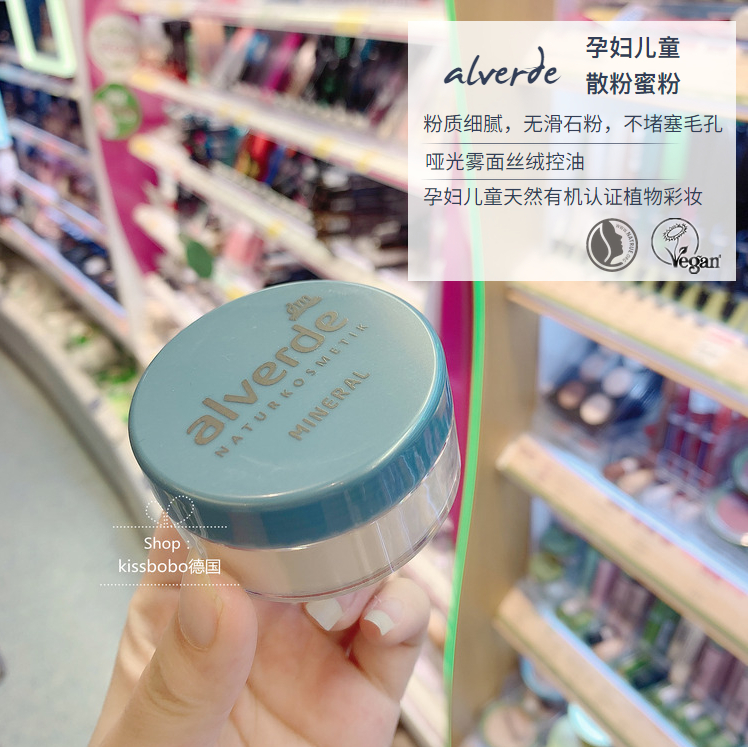 alverde
孕妇儿童
散粉蜜粉
粉质细腻，无滑石粉，不堵塞毛孔
哑光雾面丝绒控油
孕妇儿童天然有机认证植物彩妆
Vegan
alverde
NATURKOSMETIK
MINERAL
Shop :
kissbobo德国